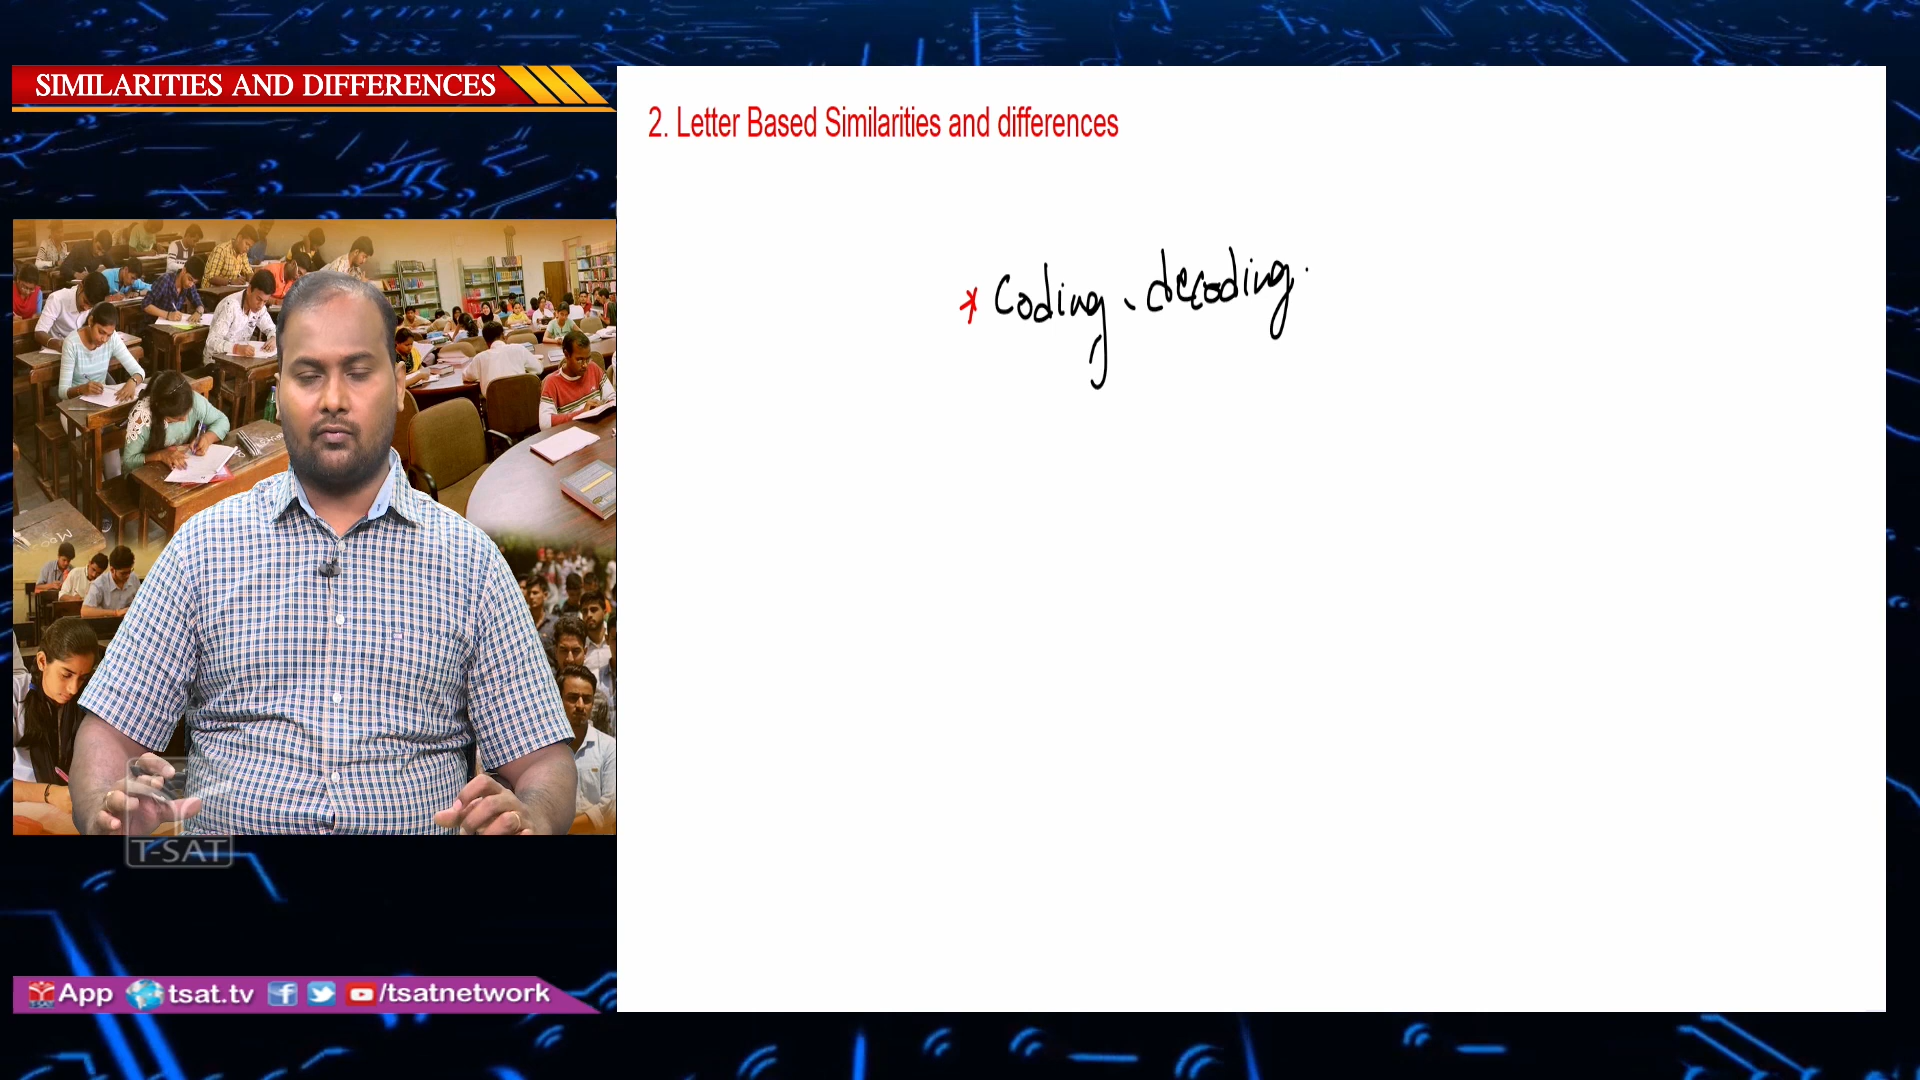 SIMILARITIES AND DIFFERENCES
2. Letter Based Similarities and differences
* Coding, decoding.
T-SAT
App tsat.tv /tsatnetwork